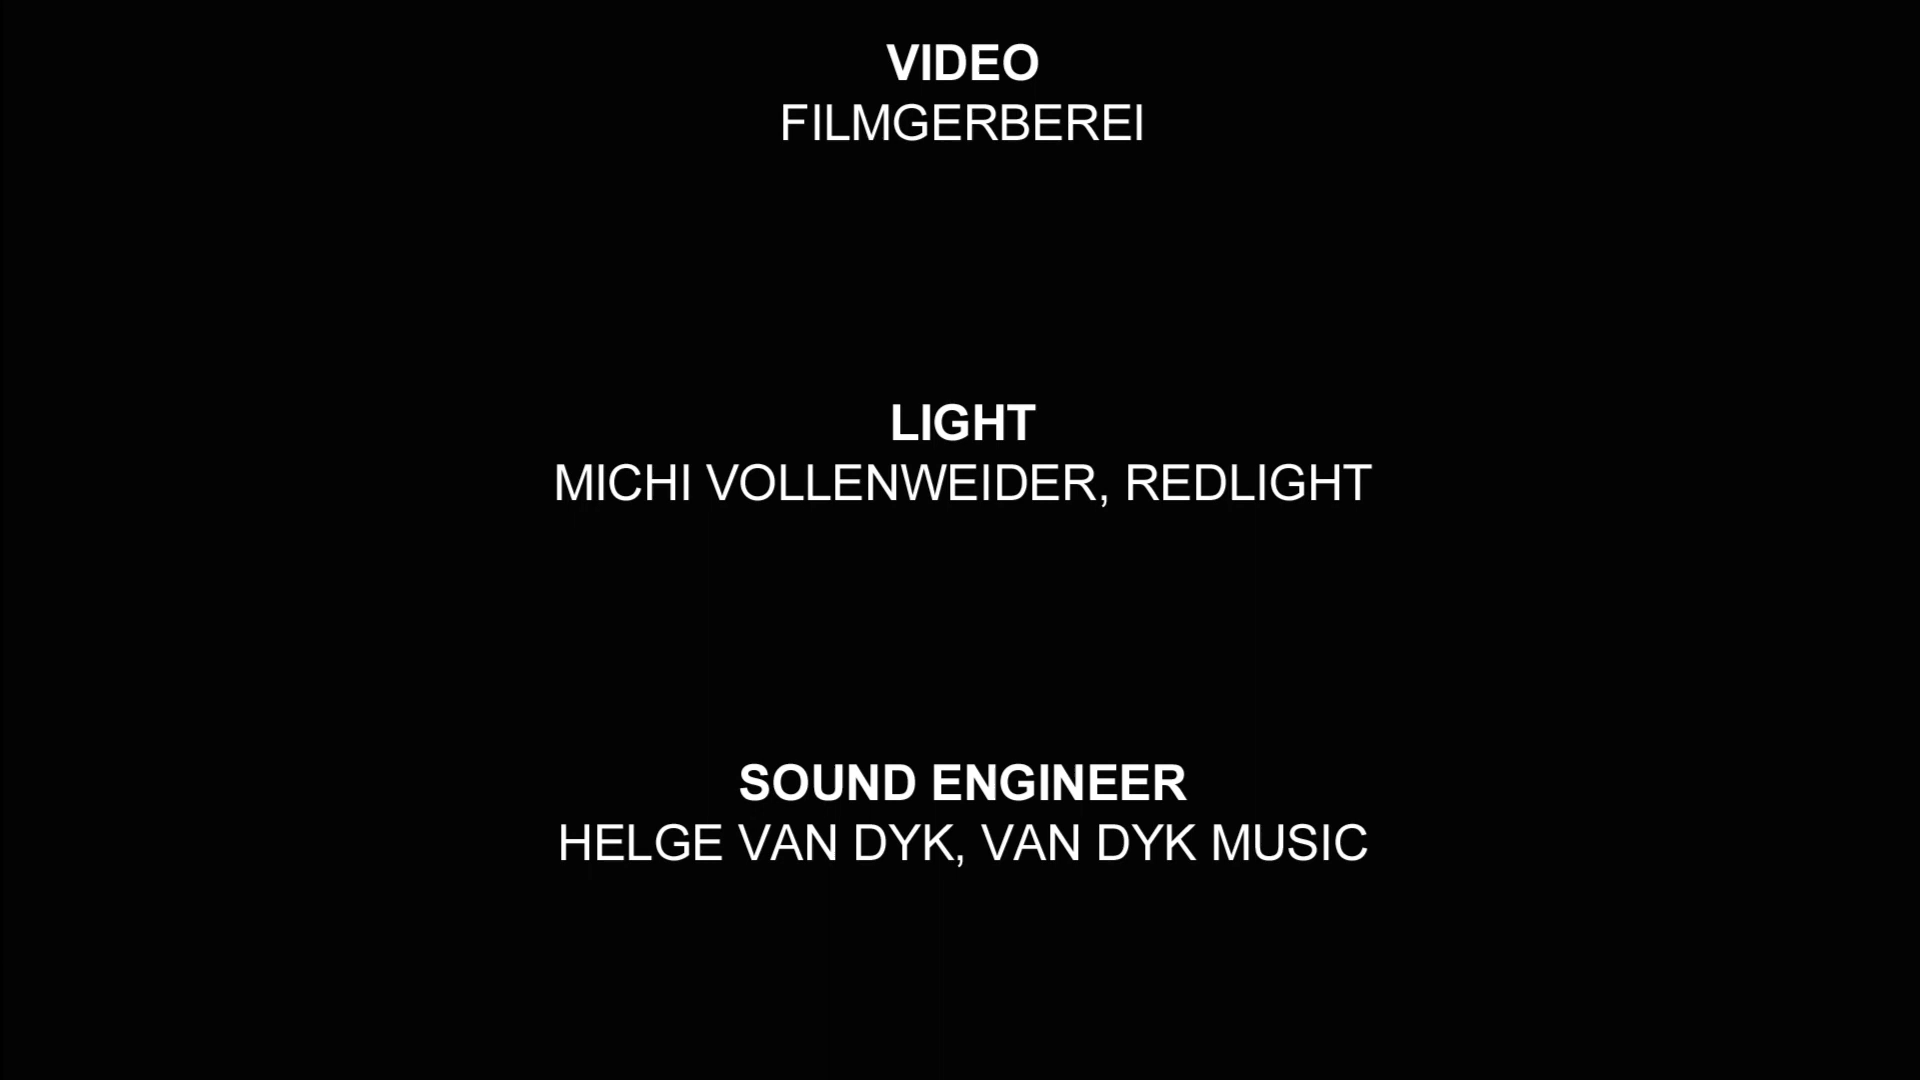 VIDEO
FILMGERBEREI
LIGHT
MICHI VOLLENWEIDER, REDLIGHT
SOUND ENGINEER
HELGE VAN DYK, VAN DYK MUSIC